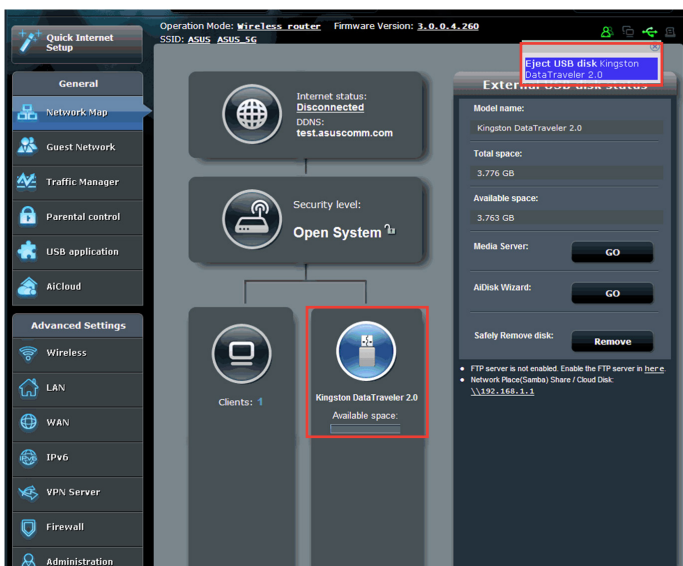 Operation Mode: Wireless router Firmware Version: 3.0.0.4.260
SSID: ASUS ASUS_5G
Quick Internet
Setup
General
Network Map
Guest Network
Traffic Manager
Parental control
USB application
AiCloud
Advanced Settings
Wireless
LAN
WAN
IPv6
IPv6
VPN Server
Firewall
Administration
Internet status:
Disconnected
DDNS:
test.asuscomm.com
Security level:
Open System
Clients: 1
Kingston DataTraveler 2.0
Available space:
Eject USB disk Kingston
DataTraveler 2.0
External USB disk status
Model name:
Kingston DataTraveler 2.0
Total space:
3.776 GB
Available space:
3.763 GB
Media Server:
GO
AiDisk Wizard:
GO
Safely Remove disk:
Remove
FTP server is not enabled. Enable the FTP server in here.
Network Place(Samba) Share / Cloud Disk:
\\192.168.1.1